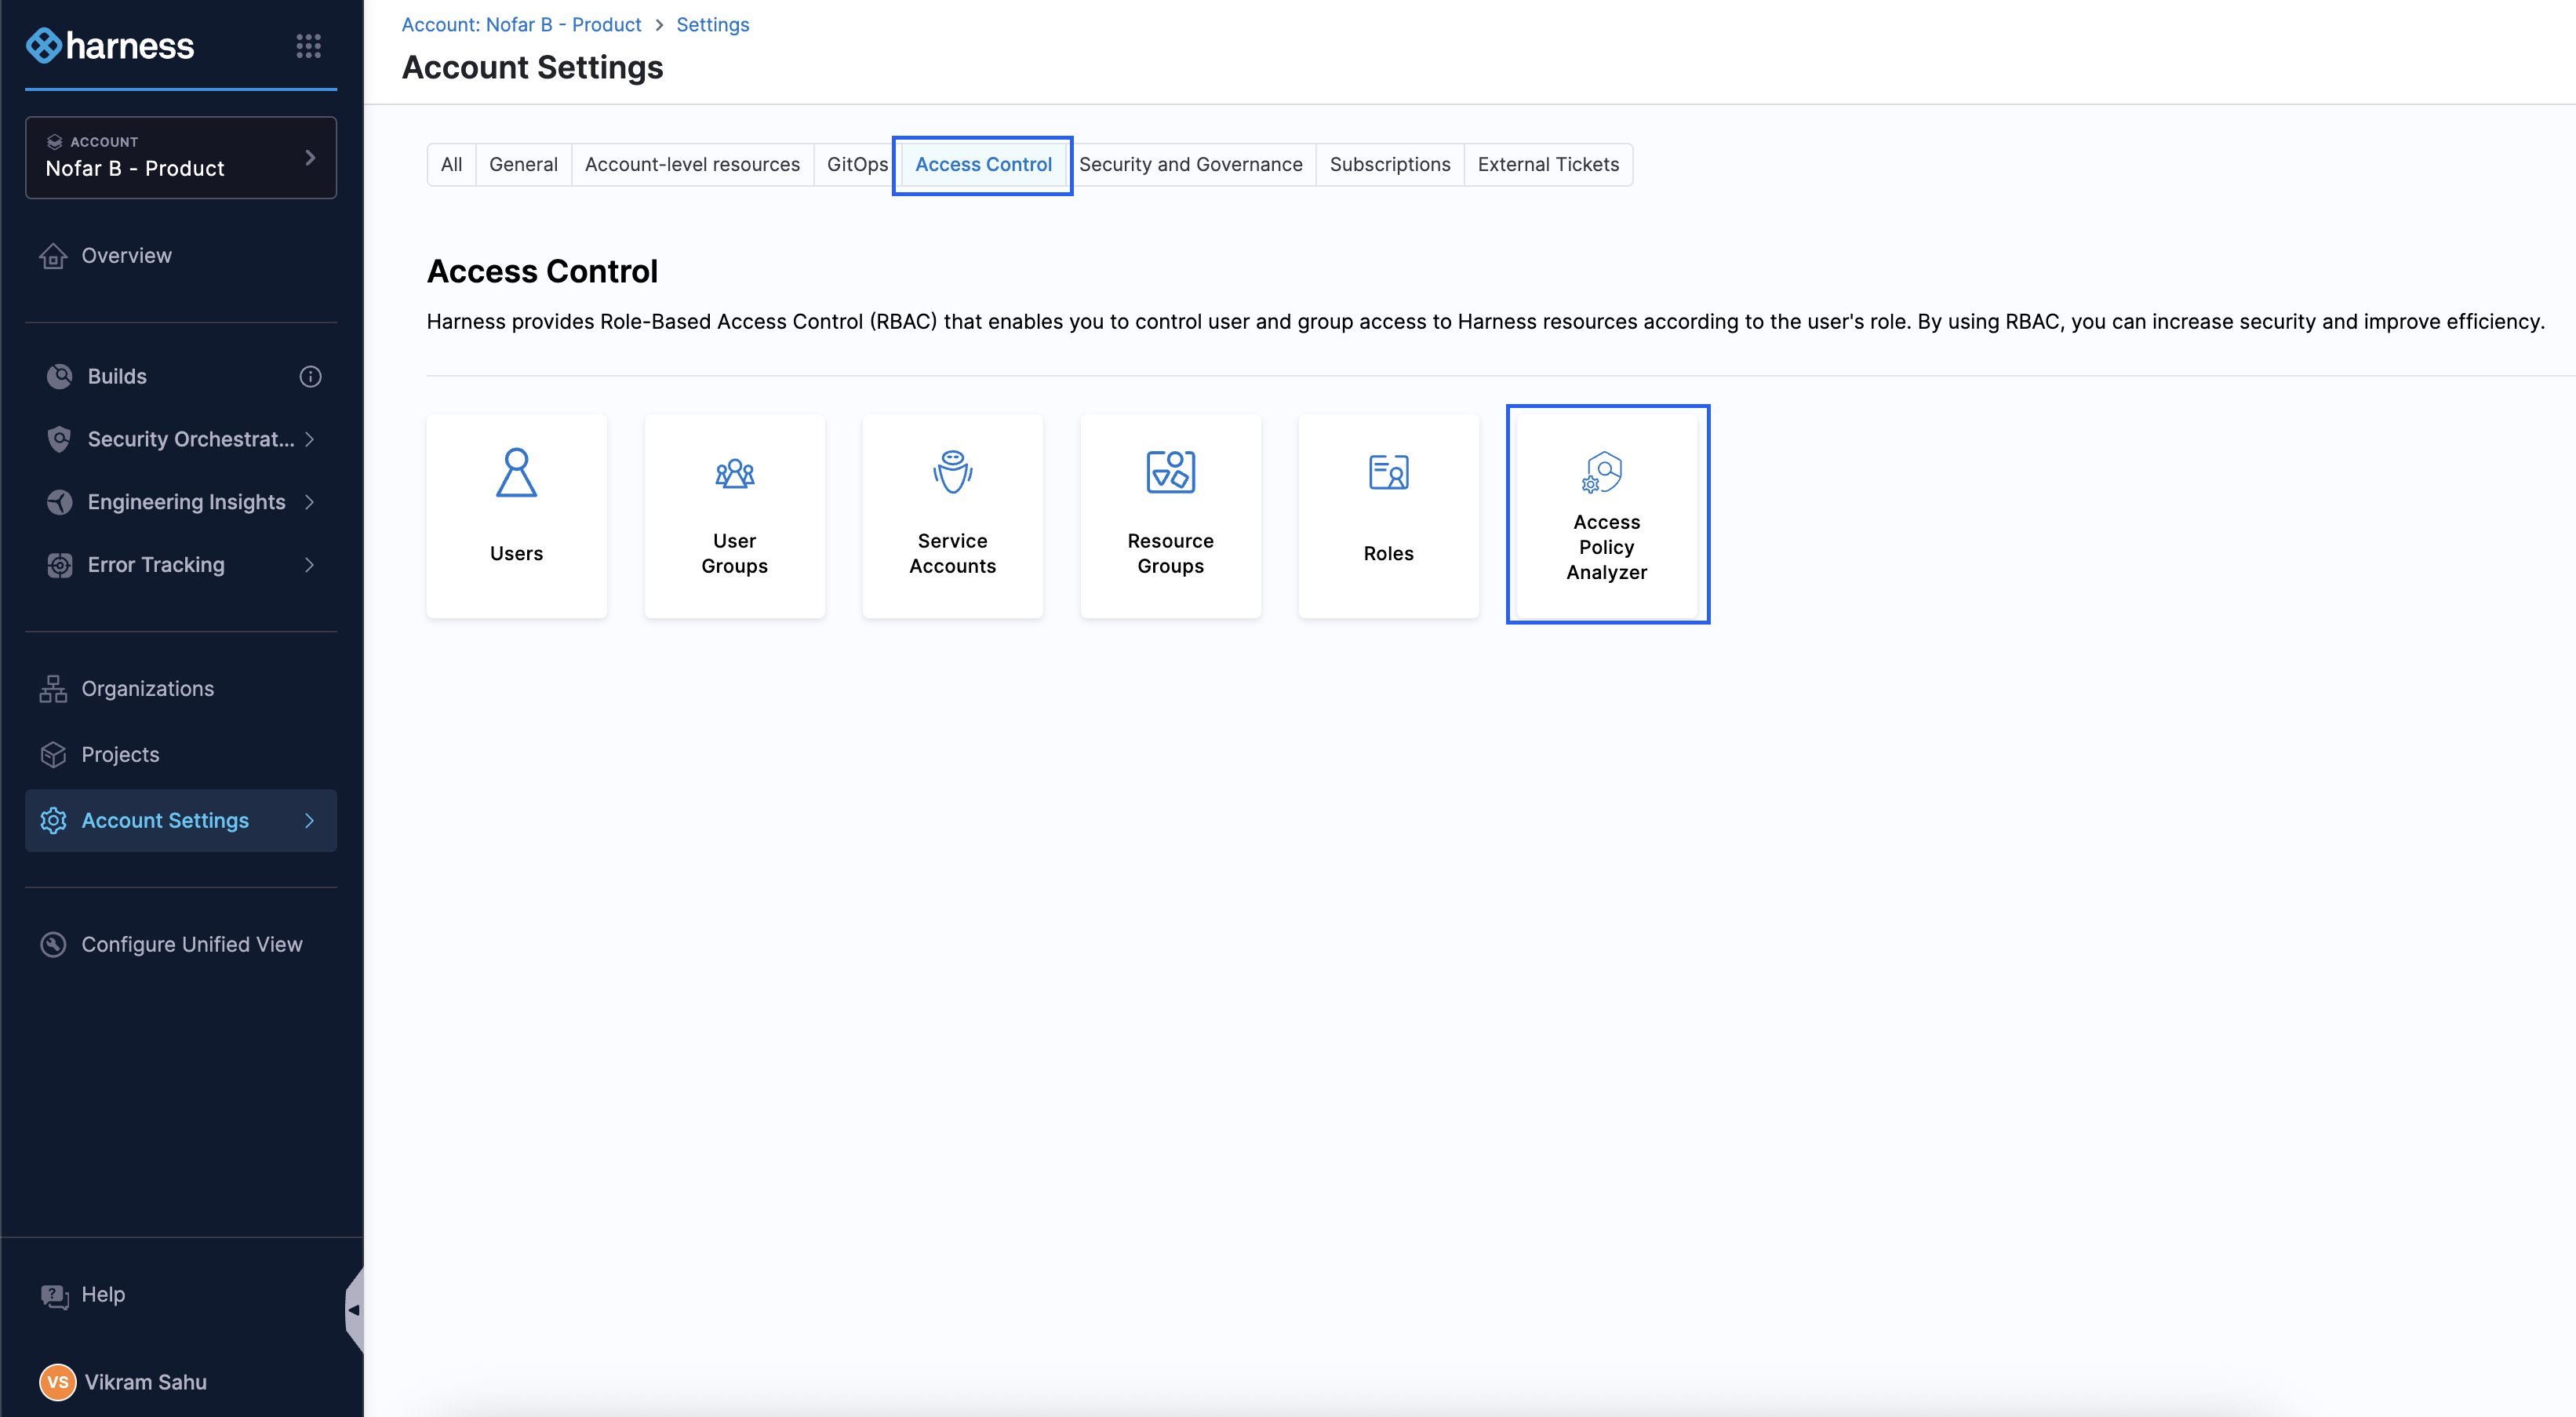 harness
ACCOUNT
Nofar B - Product
Overview
Builds
Security Orchestrat...
Engineering Insights
Error Tracking
Organizations
Projects
Account Settings
Configure Unified View
Help
VS Vikram Sahu
Account: Nofar B - Product > Settings
Account Settings
All General Account-level resources GitOps Access Control Security and Governance Subscriptions External Tickets
Access Control
Harness provides Role-Based Access Control (RBAC) that enables you to control user and group access to Harness resources according to the user's role. By using RBAC, you can increase security and improve efficiency.
Users
User
Groups
Service
Accounts
Resource
Groups
Roles
Access
Policy
Analyzer